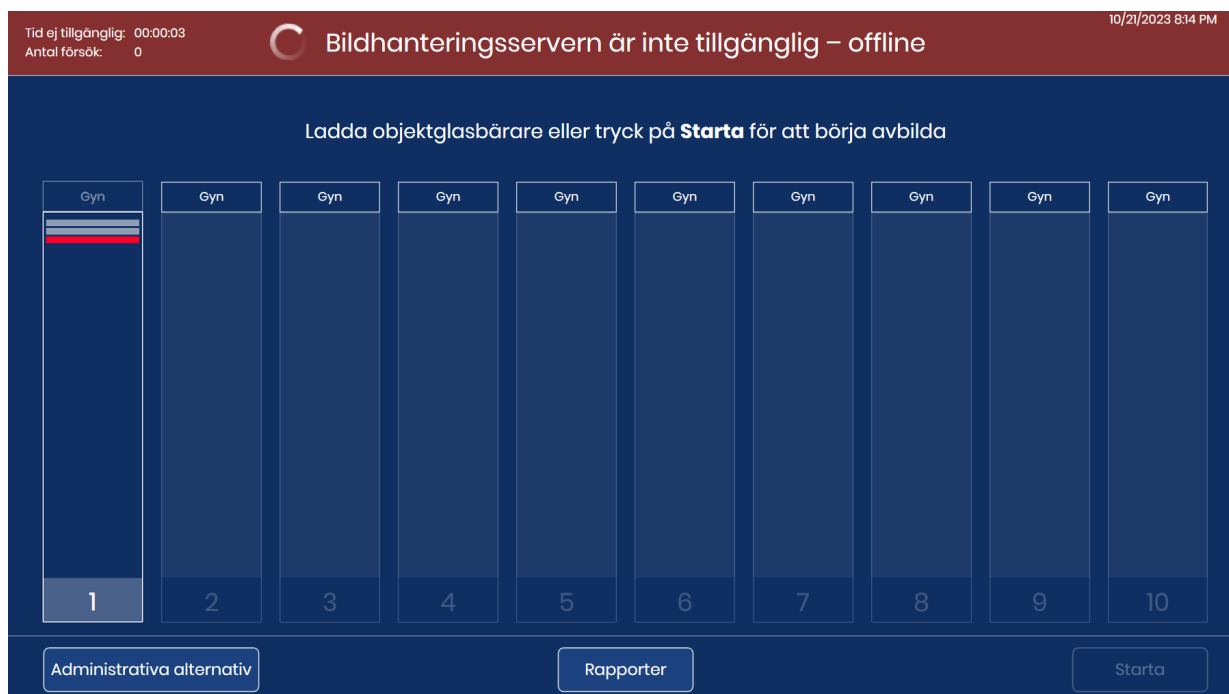 10/21/2023 8:14 PM
Tid ej tillgänglig: 00:00:03
Antal försök: 0
Bildhanteringsservern är inte tillgänglig – offline
Ladda objektglasbärare eller tryck på Starta för att börja avbilda
Gyn Gyn Gyn Gyn Gyn Gyn Gyn Gyn Gyn Gyn
1 2 3 4 5 6 7 8 9 10
Administrativa alternativ Rapporter Starta